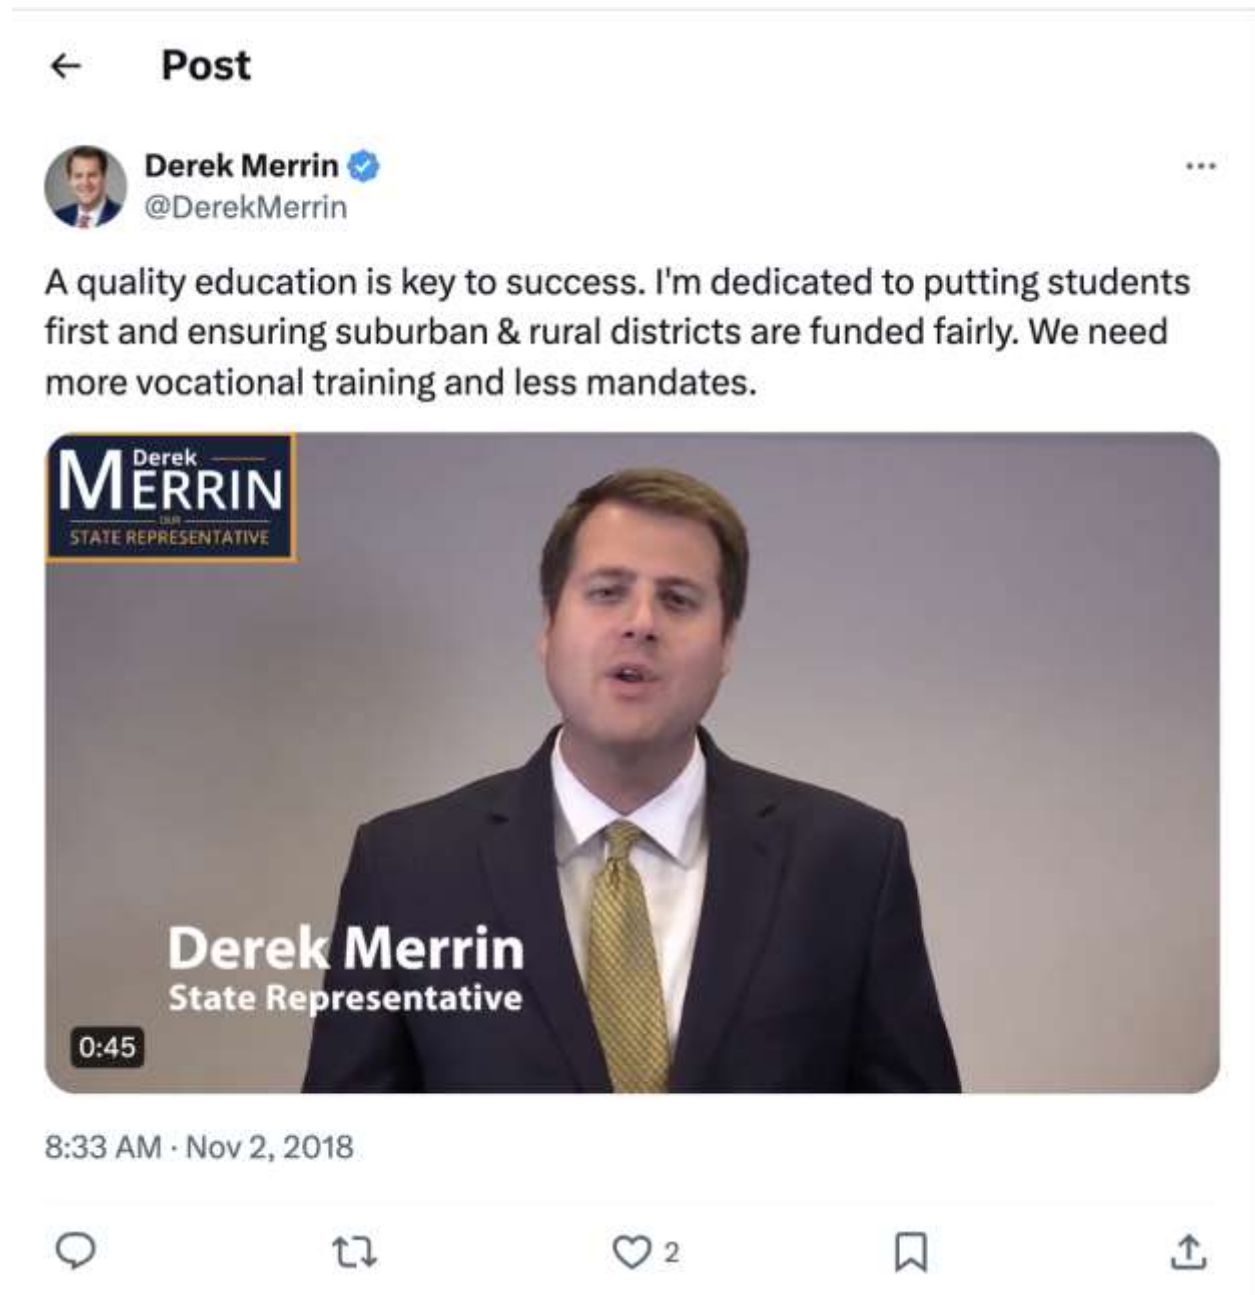 Post
Derek Merrin
@DerekMerrin
A quality education is key to success. I'm dedicated to putting students
first and ensuring suburban & rural districts are funded fairly. We need
more vocational training and less mandates.
Derek
MERRIN
OUR
STATE REPRESENTATIVE
Derek Merrin
State Representative
0:45
8:33 AM · Nov 2, 2018
2